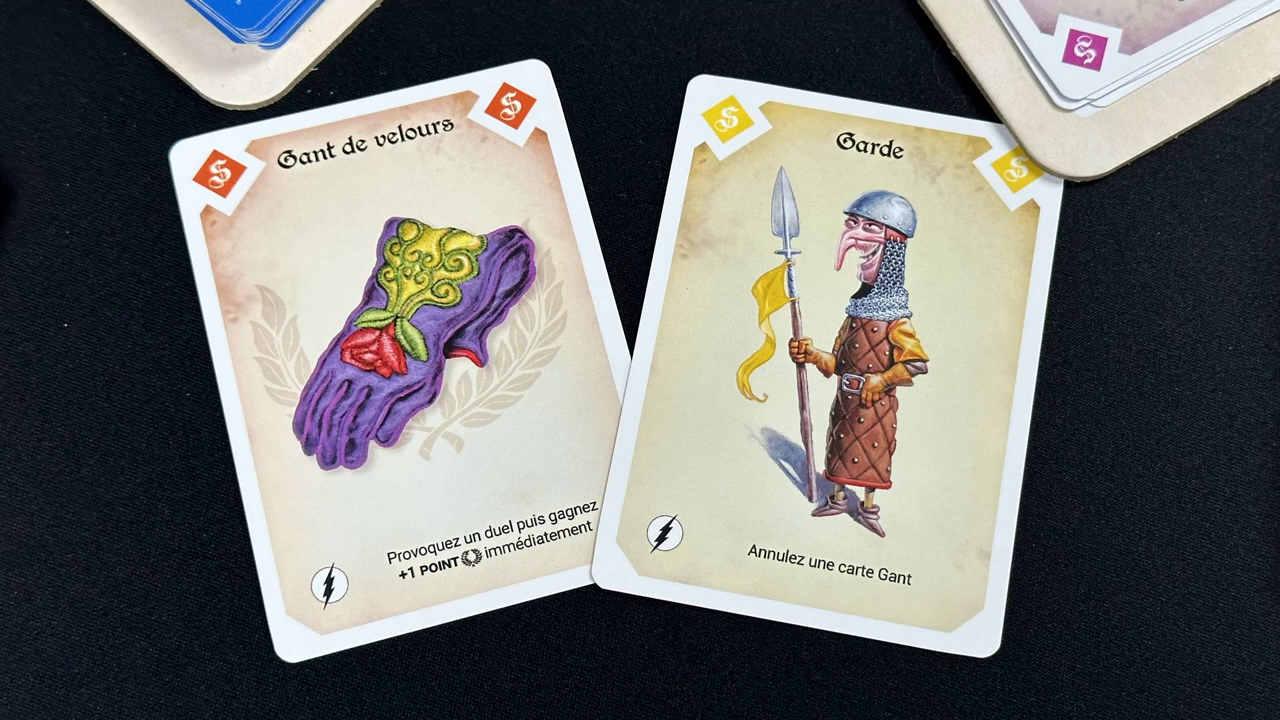 Gant de velours
S
S
Provoquez un duel puis gagnez
+1 POINT immédiatement
Garde
S
S
Annulez une carte Gant
S